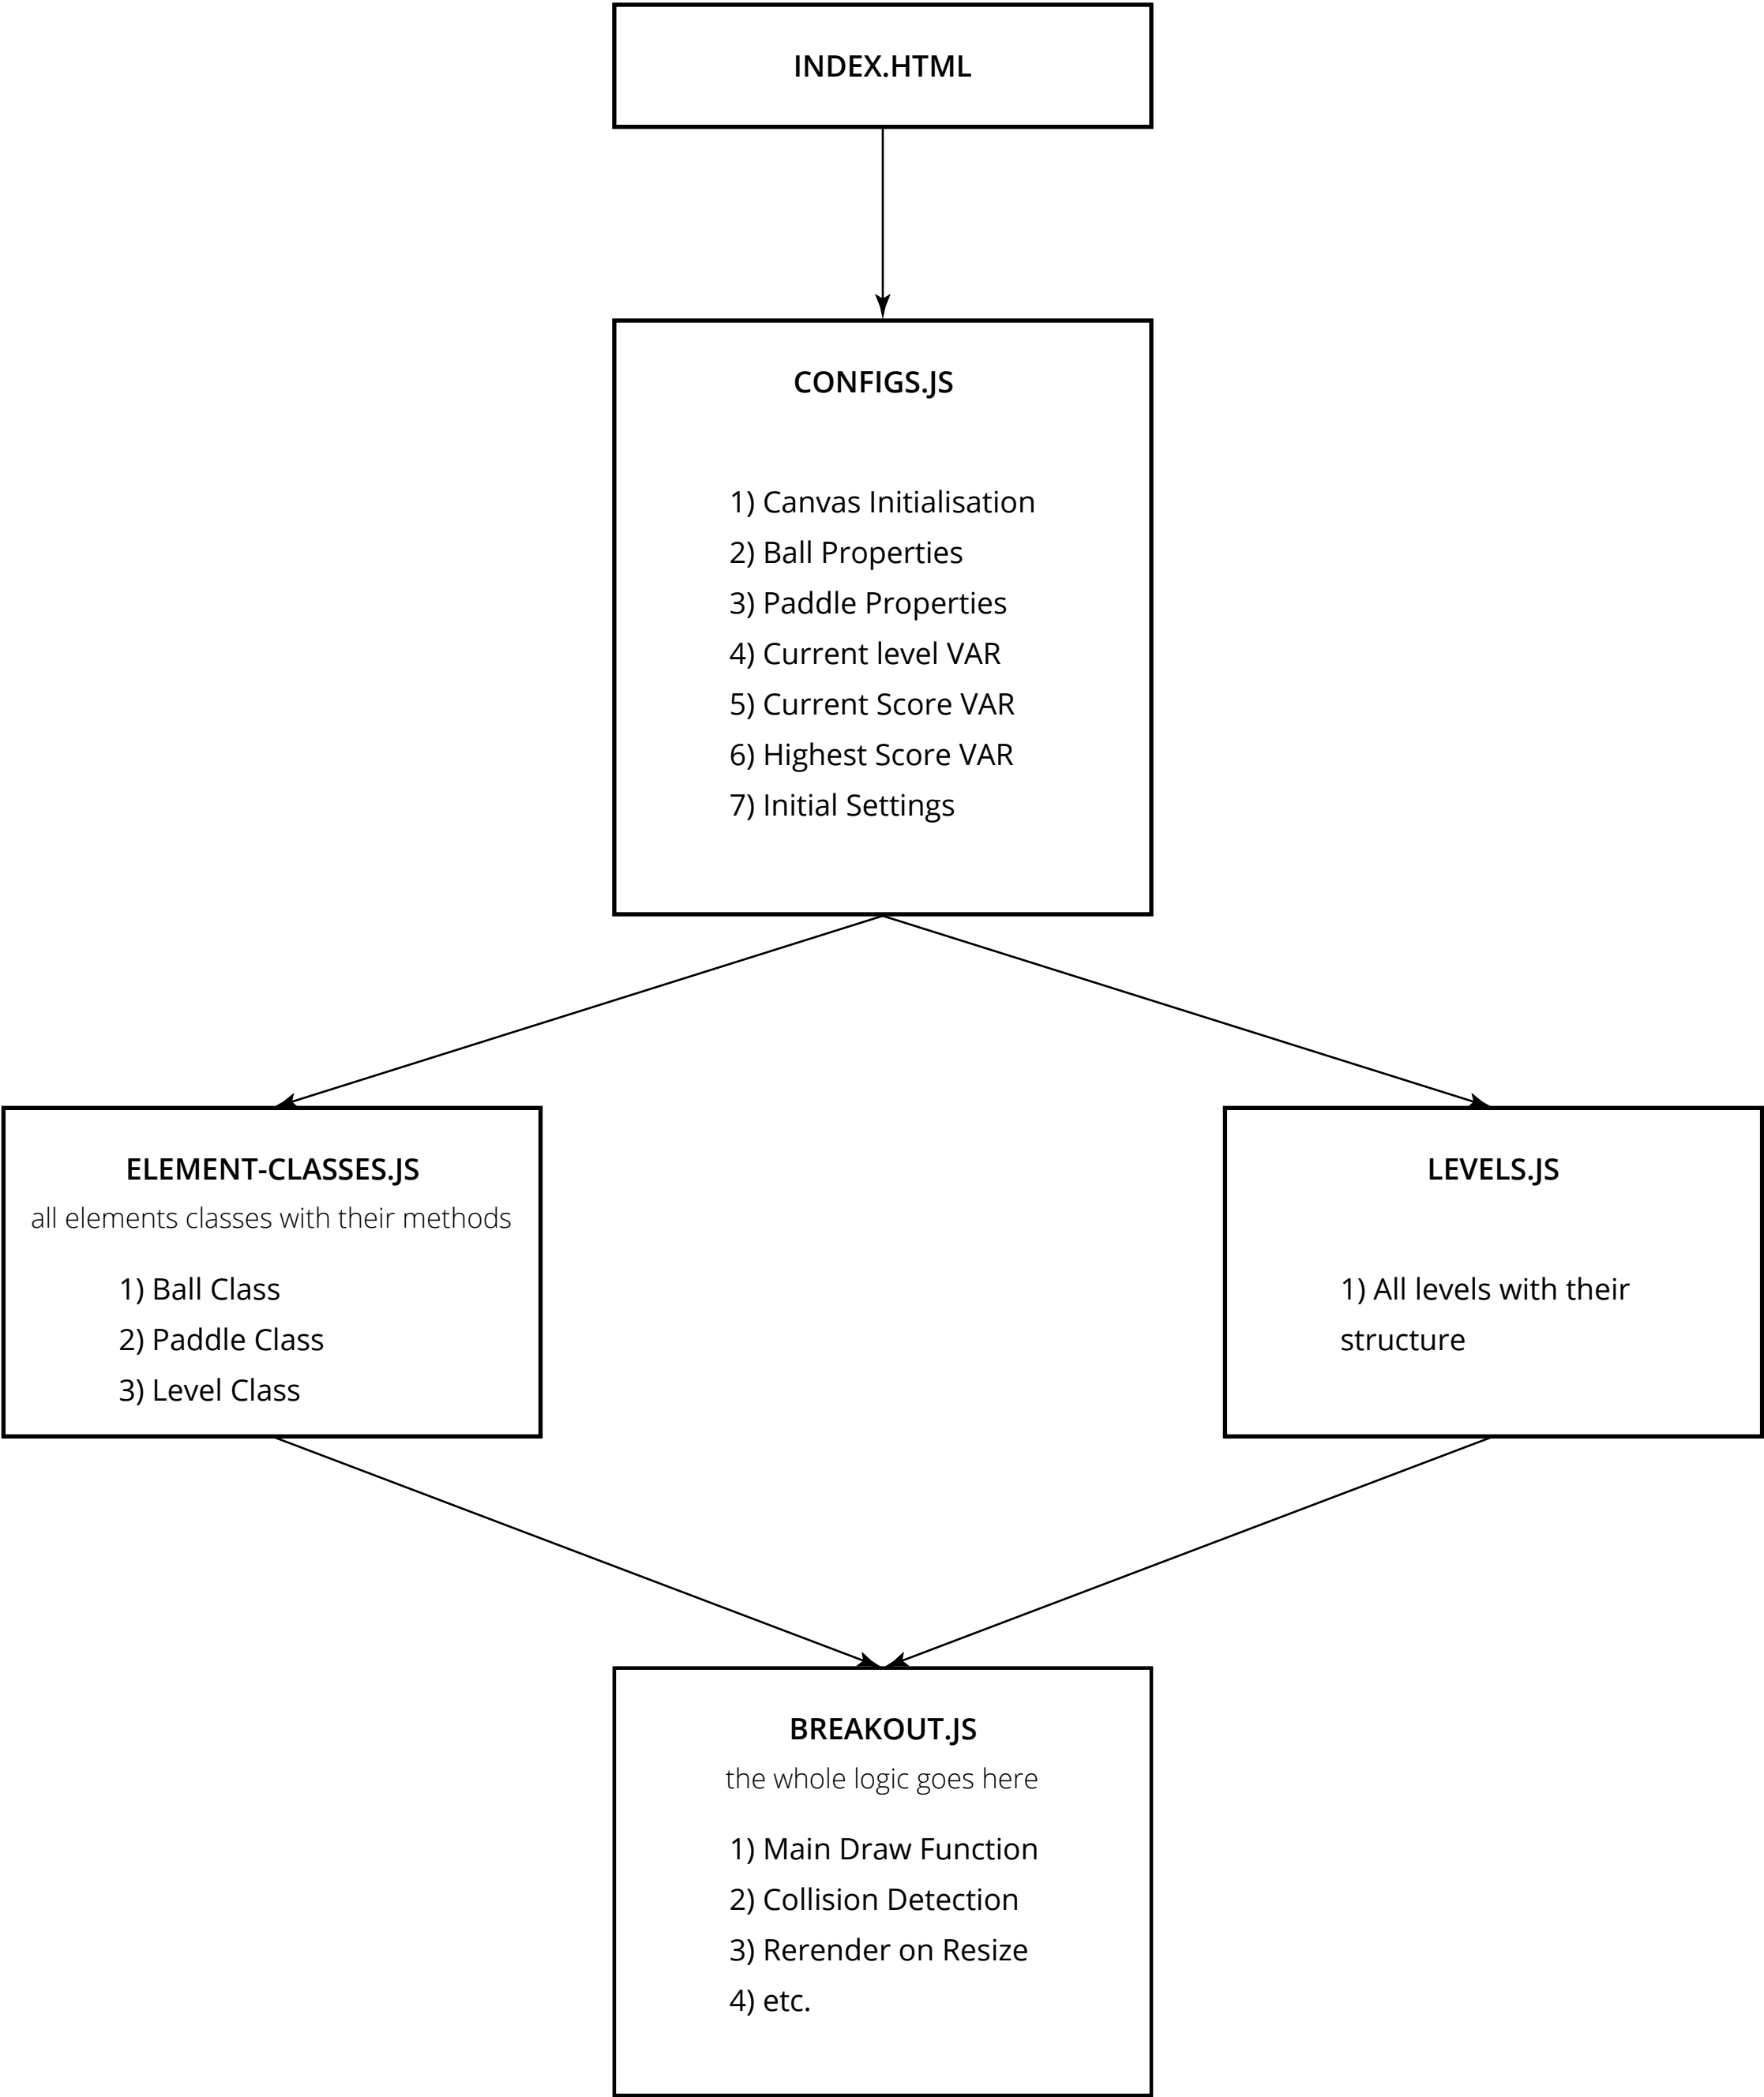 INDEX.HTML
CONFIGS.JS
1) Canvas Initialisation
2) Ball Properties
3) Paddle Properties
4) Current level VAR
5) Current Score VAR
6) Highest Score VAR
7) Initial Settings
ELEMENT-CLASSES.JS
all elements classes with their methods
1) Ball Class
2) Paddle Class
3) Level Class
LEVELS.JS
1) All levels with their
structure
BREAKOUT.JS
the whole logic goes here
1) Main Draw Function
2) Collision Detection
3) Rerender on Resize
4) etc.